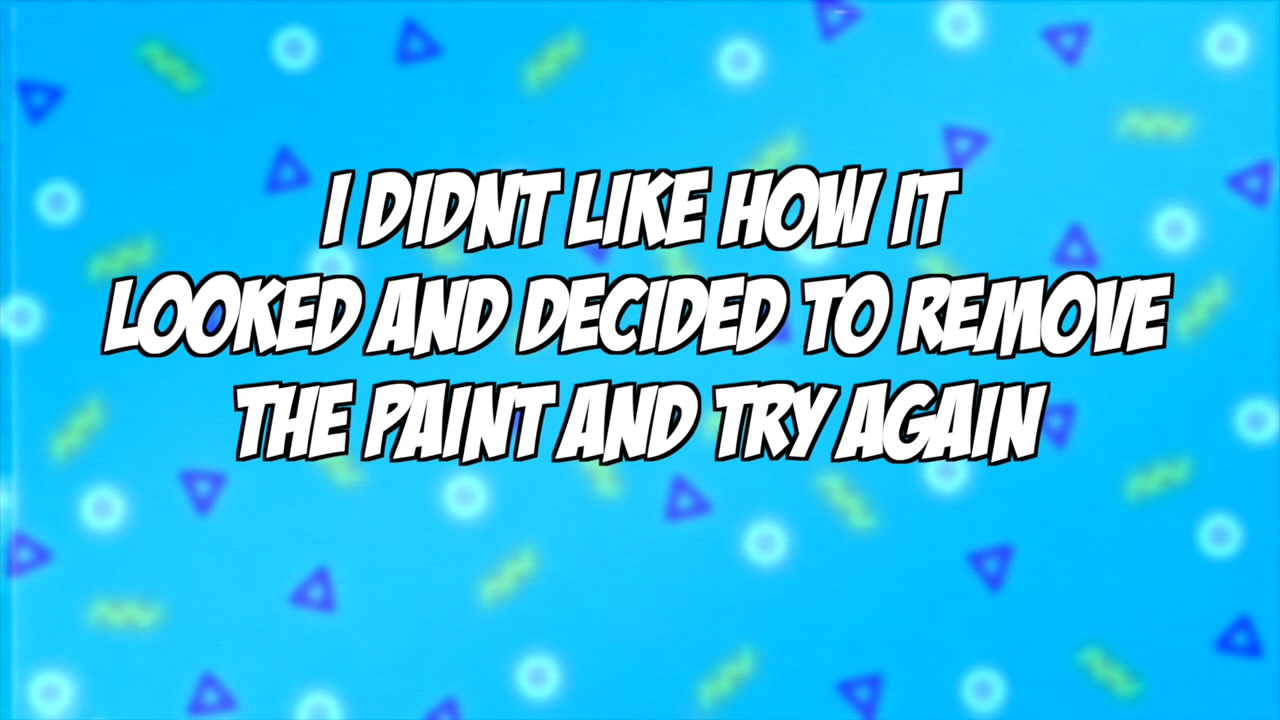 I DIDNT LIKE HOW IT
LOOKED AND DECIDED TO REMOVE
THE PAINT AND TRY AGAIN